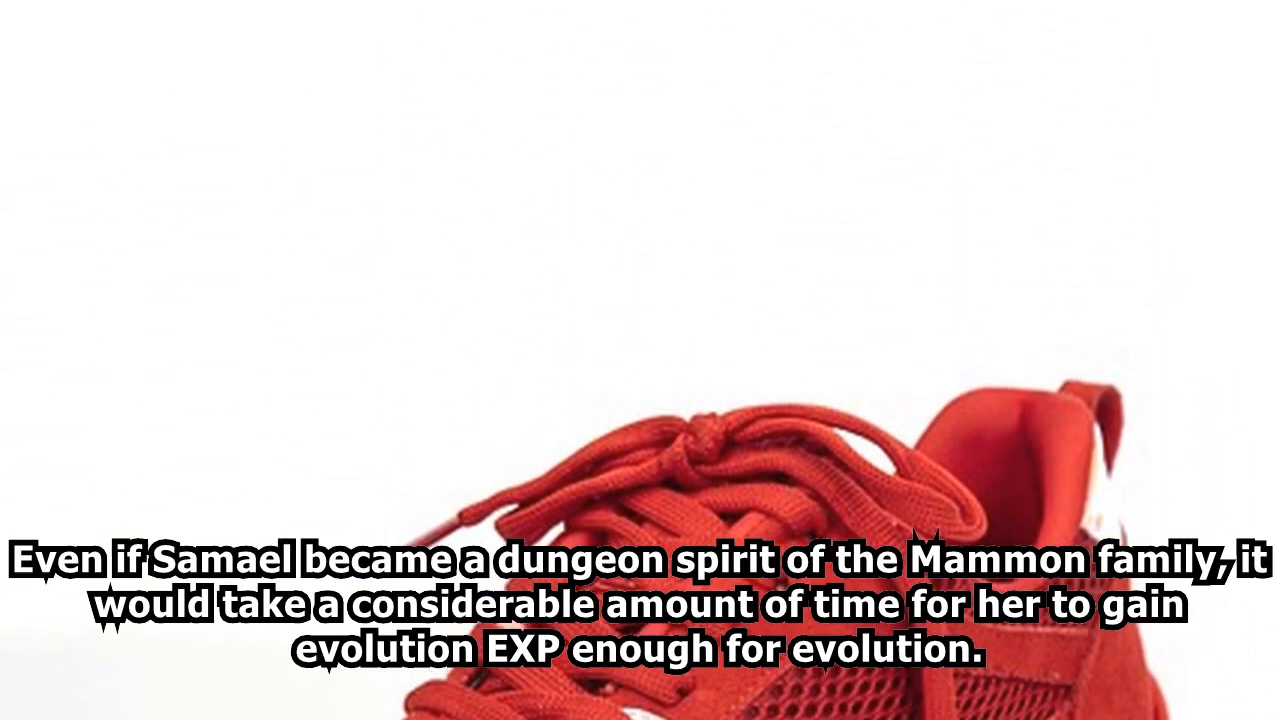 Even if Samael became a dungeon spirit of the Mammon family, it
would take a considerable amount of time for her to gain
evolution EXP enough for evolution.